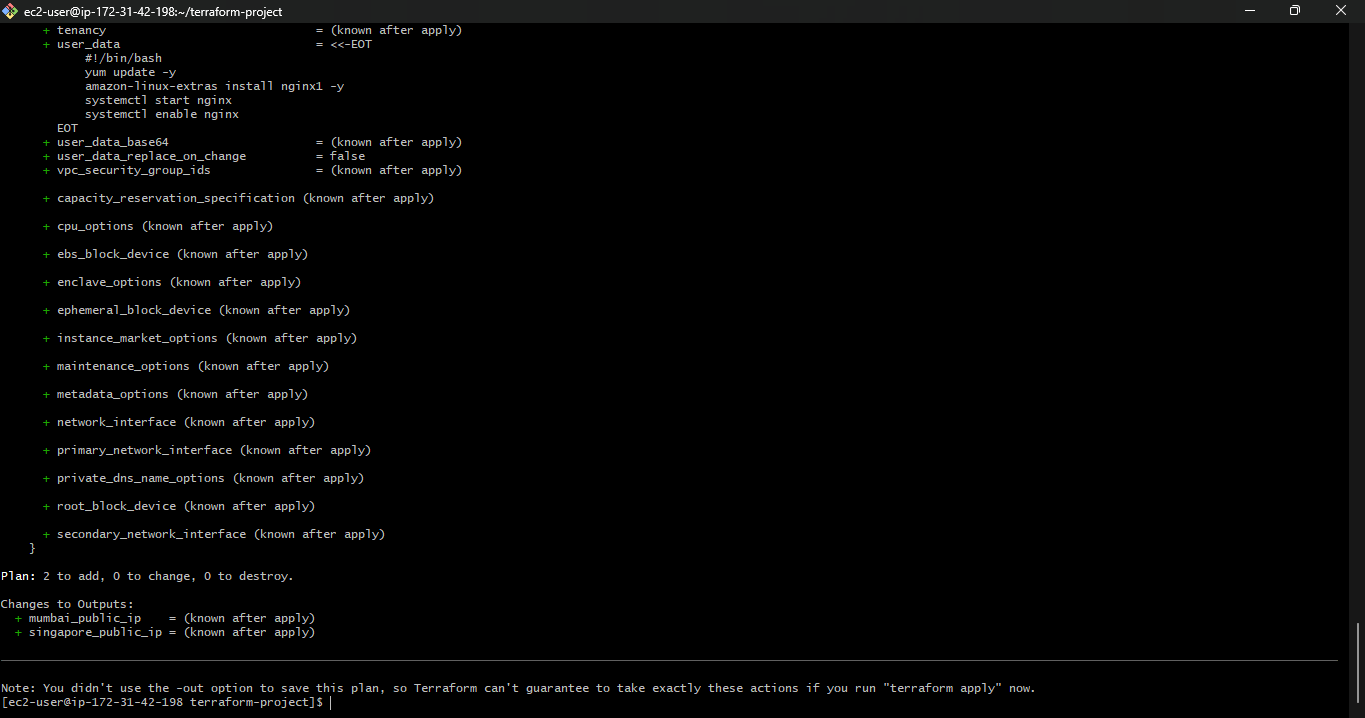 ec2-user@ip-172-31-42-198:~/terraform-project
+ tenancy = (known after apply)
+ user_data = <<-EOT
#!/bin/bash
yum update -y
amazon-linux-extras install nginx1 -y
systemctl start nginx
systemctl enable nginx
EOT
+ user_data_base64 = (known after apply)
+ user_data_replace_on_change = false
+ vpc_security_group_ids = (known after apply)
+ capacity_reservation_specification (known after apply)
+ cpu_options (known after apply)
+ ebs_block_device (known after apply)
+ enclave_options (known after apply)
+ ephemeral_block_device (known after apply)
+ instance_market_options (known after apply)
+ maintenance_options (known after apply)
+ metadata_options (known after apply)
+ network_interface (known after apply)
+ primary_network_interface (known after apply)
+ private_dns_name_options (known after apply)
+ root_block_device (known after apply)
+ secondary_network_interface (known after apply)
}
Plan: 2 to add, 0 to change, 0 to destroy.
Changes to Outputs:
+ mumbai_public_ip = (known after apply)
+ singapore_public_ip = (known after apply)
Note: You didn't use the -out option to save this plan, so Terraform can't guarantee to take exactly these actions if you run "terraform apply" now.
[ec2-user@ip-172-31-42-198 terraform-project]$